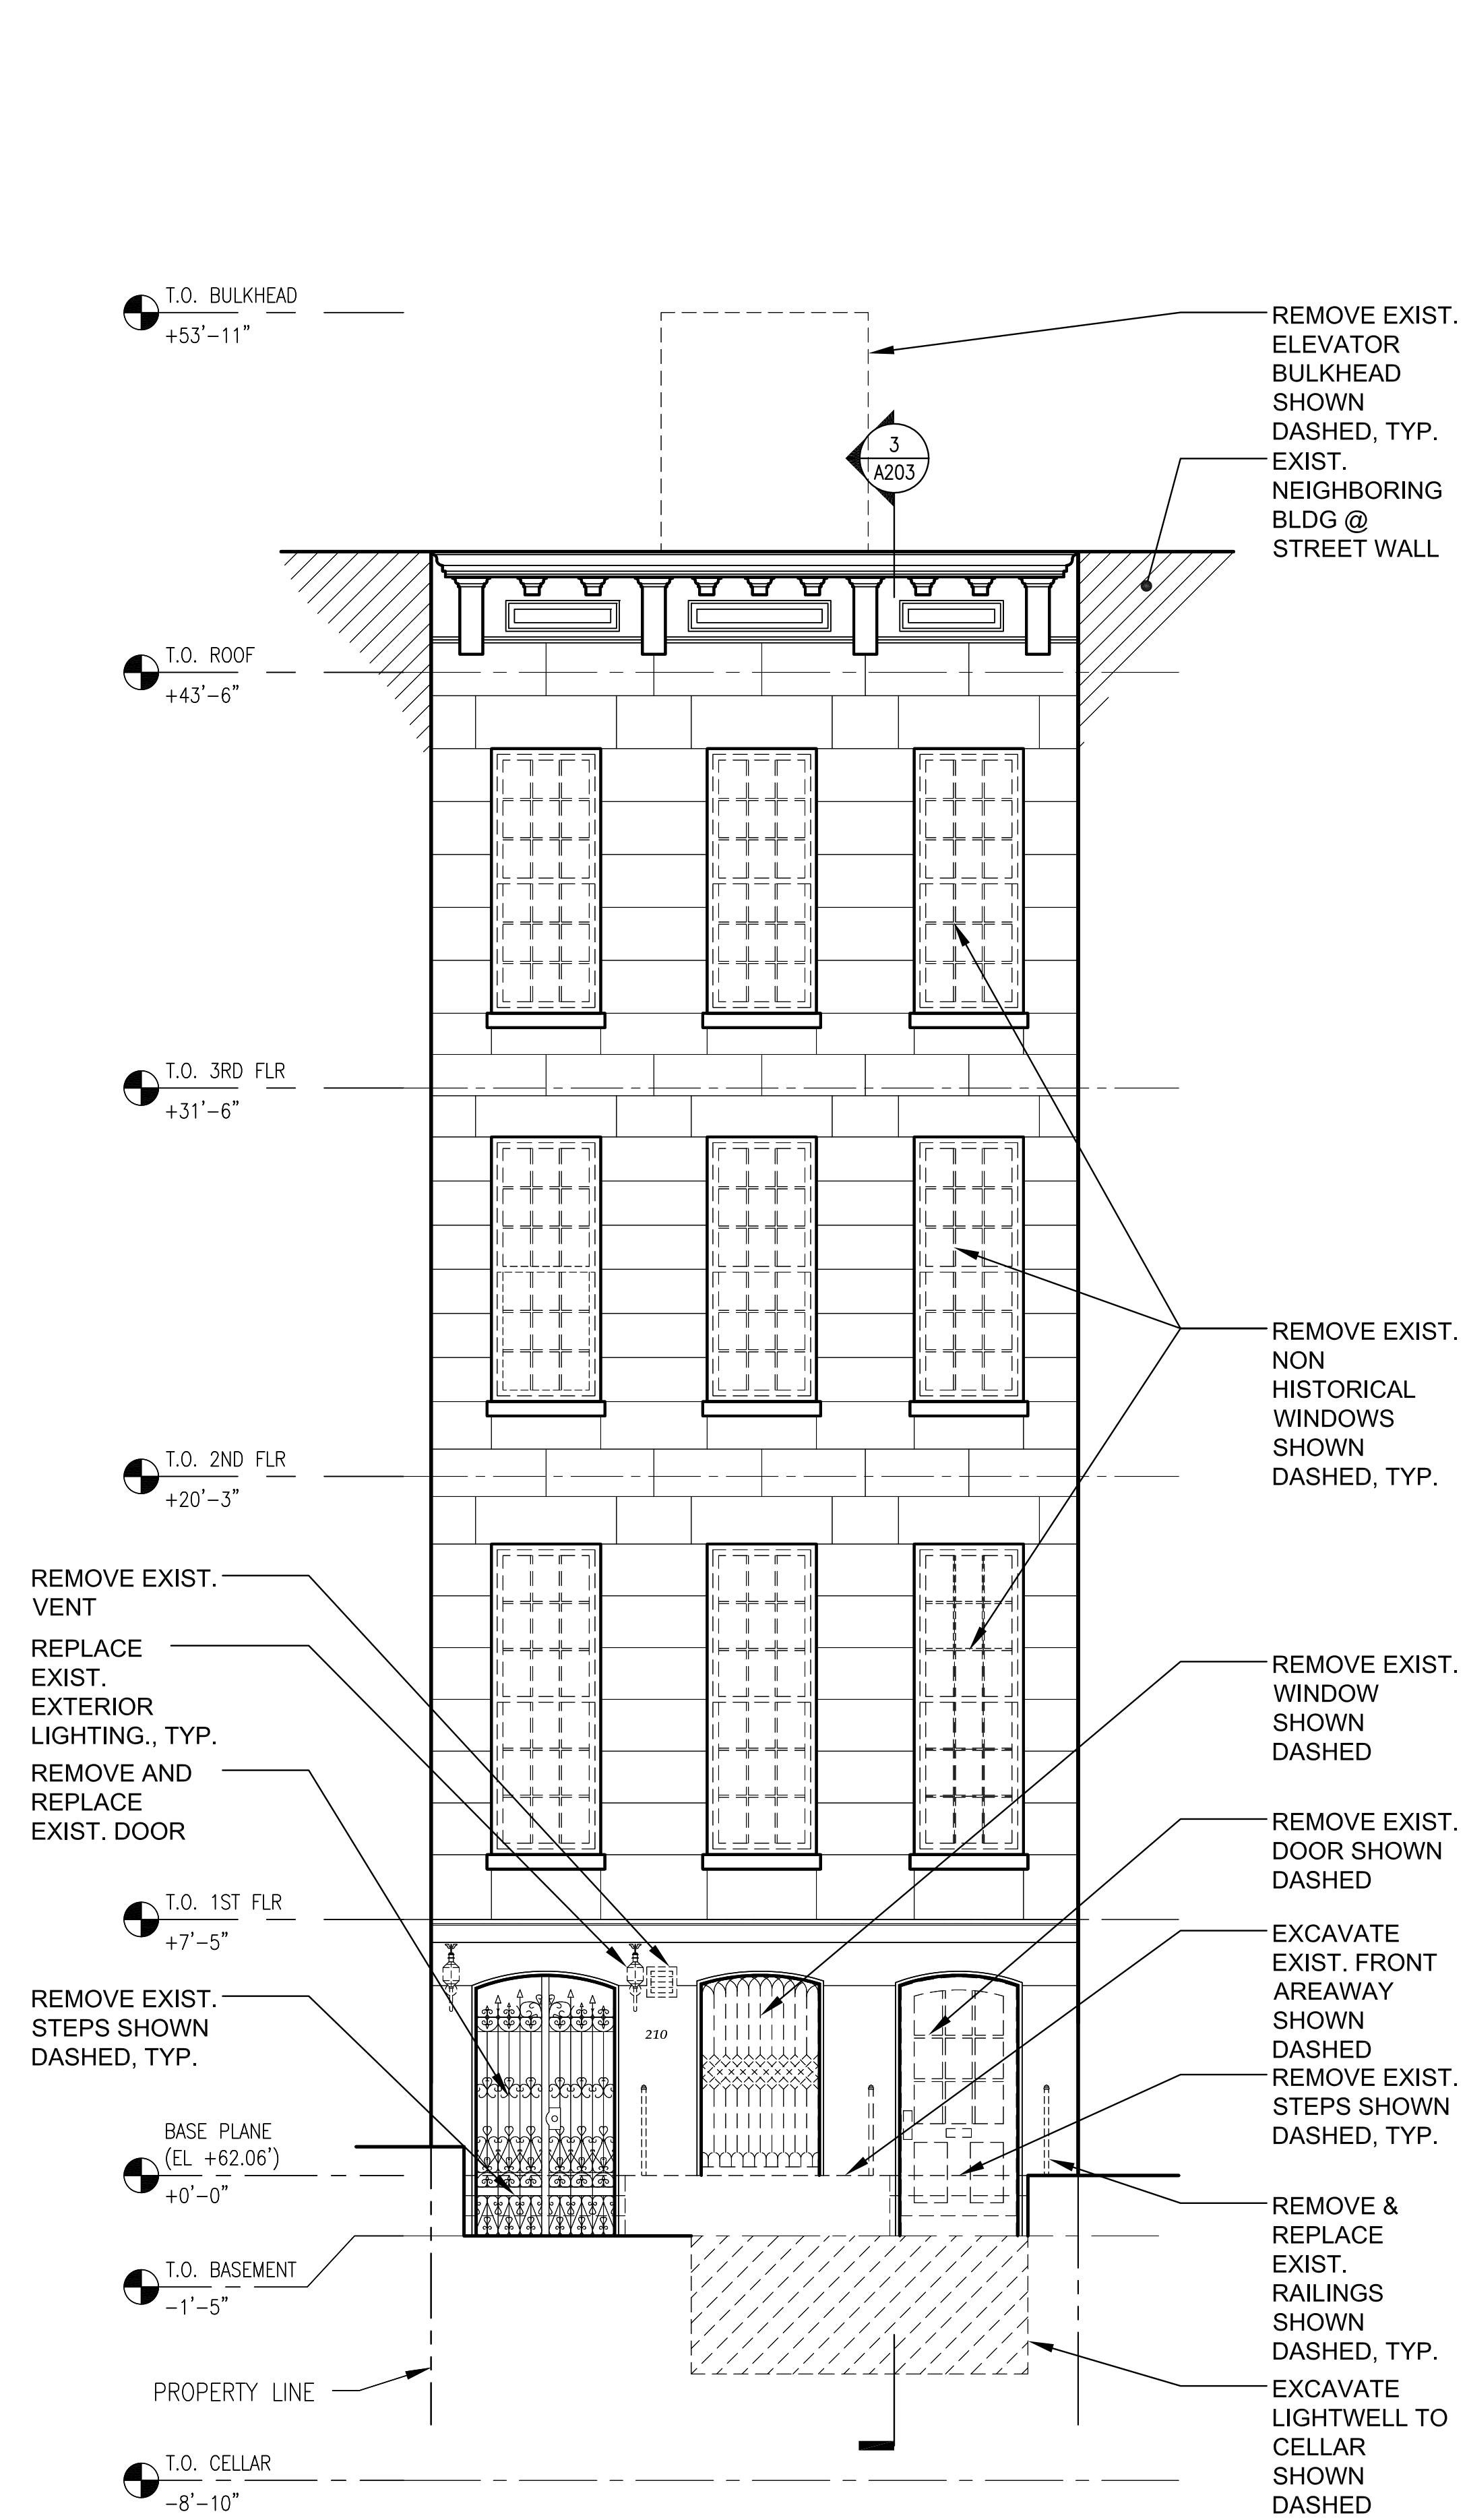 T.O. BULKHEAD
+53'-11"
REMOVE EXIST.
ELEVATOR
BULKHEAD
SHOWN
DASHED, TYP.
3
A203
EXIST.
NEIGHBORING
BLDG @
STREET WALL
T.O. ROOF
+43'-6"
T.O. 3RD FLR
+31'-6"
REMOVE EXIST.
NON
HISTORICAL
WINDOWS
SHOWN
DASHED, TYP.
T.O. 2ND FLR
+20'-3"
REMOVE EXIST.
VENT
REPLACE
EXIST.
EXTERIOR
LIGHTING., TYP.
REMOVE AND
REPLACE
EXIST. DOOR
REMOVE EXIST.
WINDOW
SHOWN
DASHED
REMOVE EXIST.
DOOR SHOWN
DASHED
T.O. 1ST FLR
+7'-5"
EXCAVATE
EXIST. FRONT
AREAWAY
SHOWN
DASHED
REMOVE EXIST.
STEPS SHOWN
DASHED, TYP.
210
REMOVE EXIST.
STEPS SHOWN
DASHED, TYP.
BASE PLANE
(EL +62.06')
+0'-0"
REMOVE &
REPLACE
EXIST.
RAILINGS
SHOWN
DASHED, TYP.
T.O. BASEMENT
-1'-5"
PROPERTY LINE
EXCAVATE
LIGHTWELL TO
CELLAR
SHOWN
DASHED
T.O. CELLAR
-8'-10"